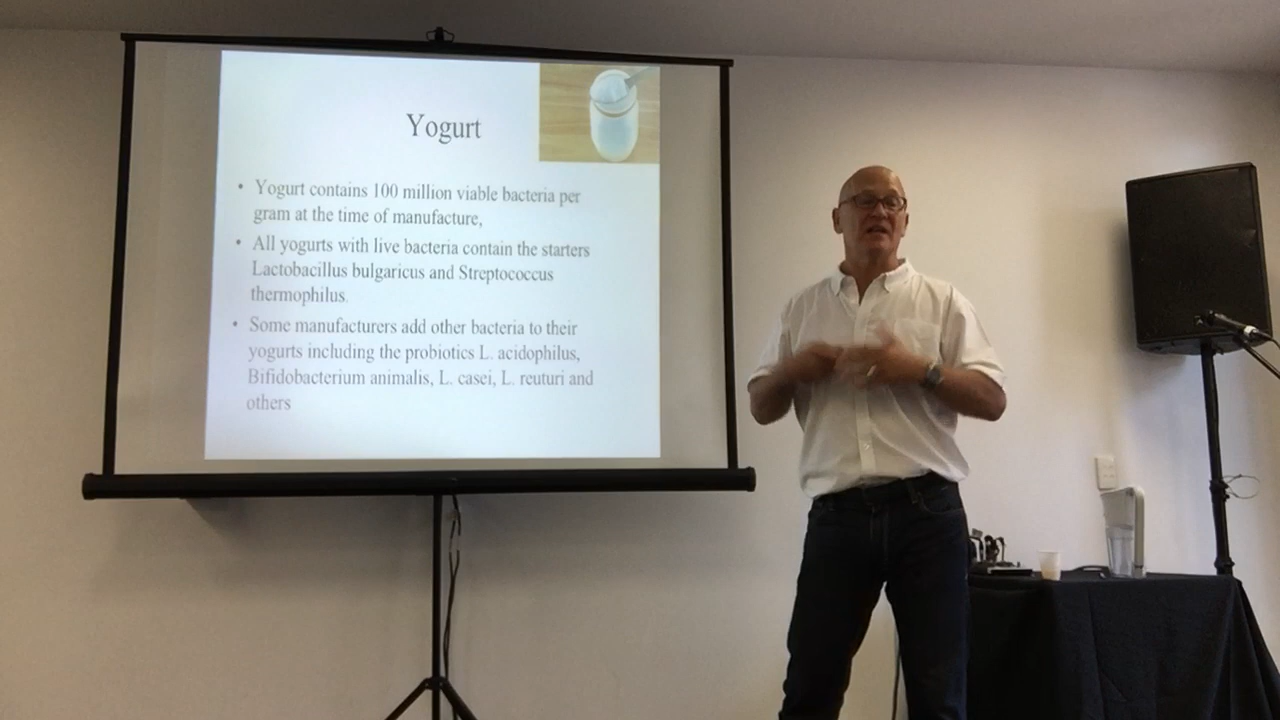 Yogurt
• Yogurt contains 100 million viable bacteria per
gram at the time of manufacture,
• All yogurts with live bacteria contain the starters
Lactobacillus bulgaricus and Streptococcus
thermophilus.
• Some manufacturers add other bacteria to their
yogurts including the probiotics L. acidophilus,
Bifidobacterium animalis, L. casei, L. reuturi and
others